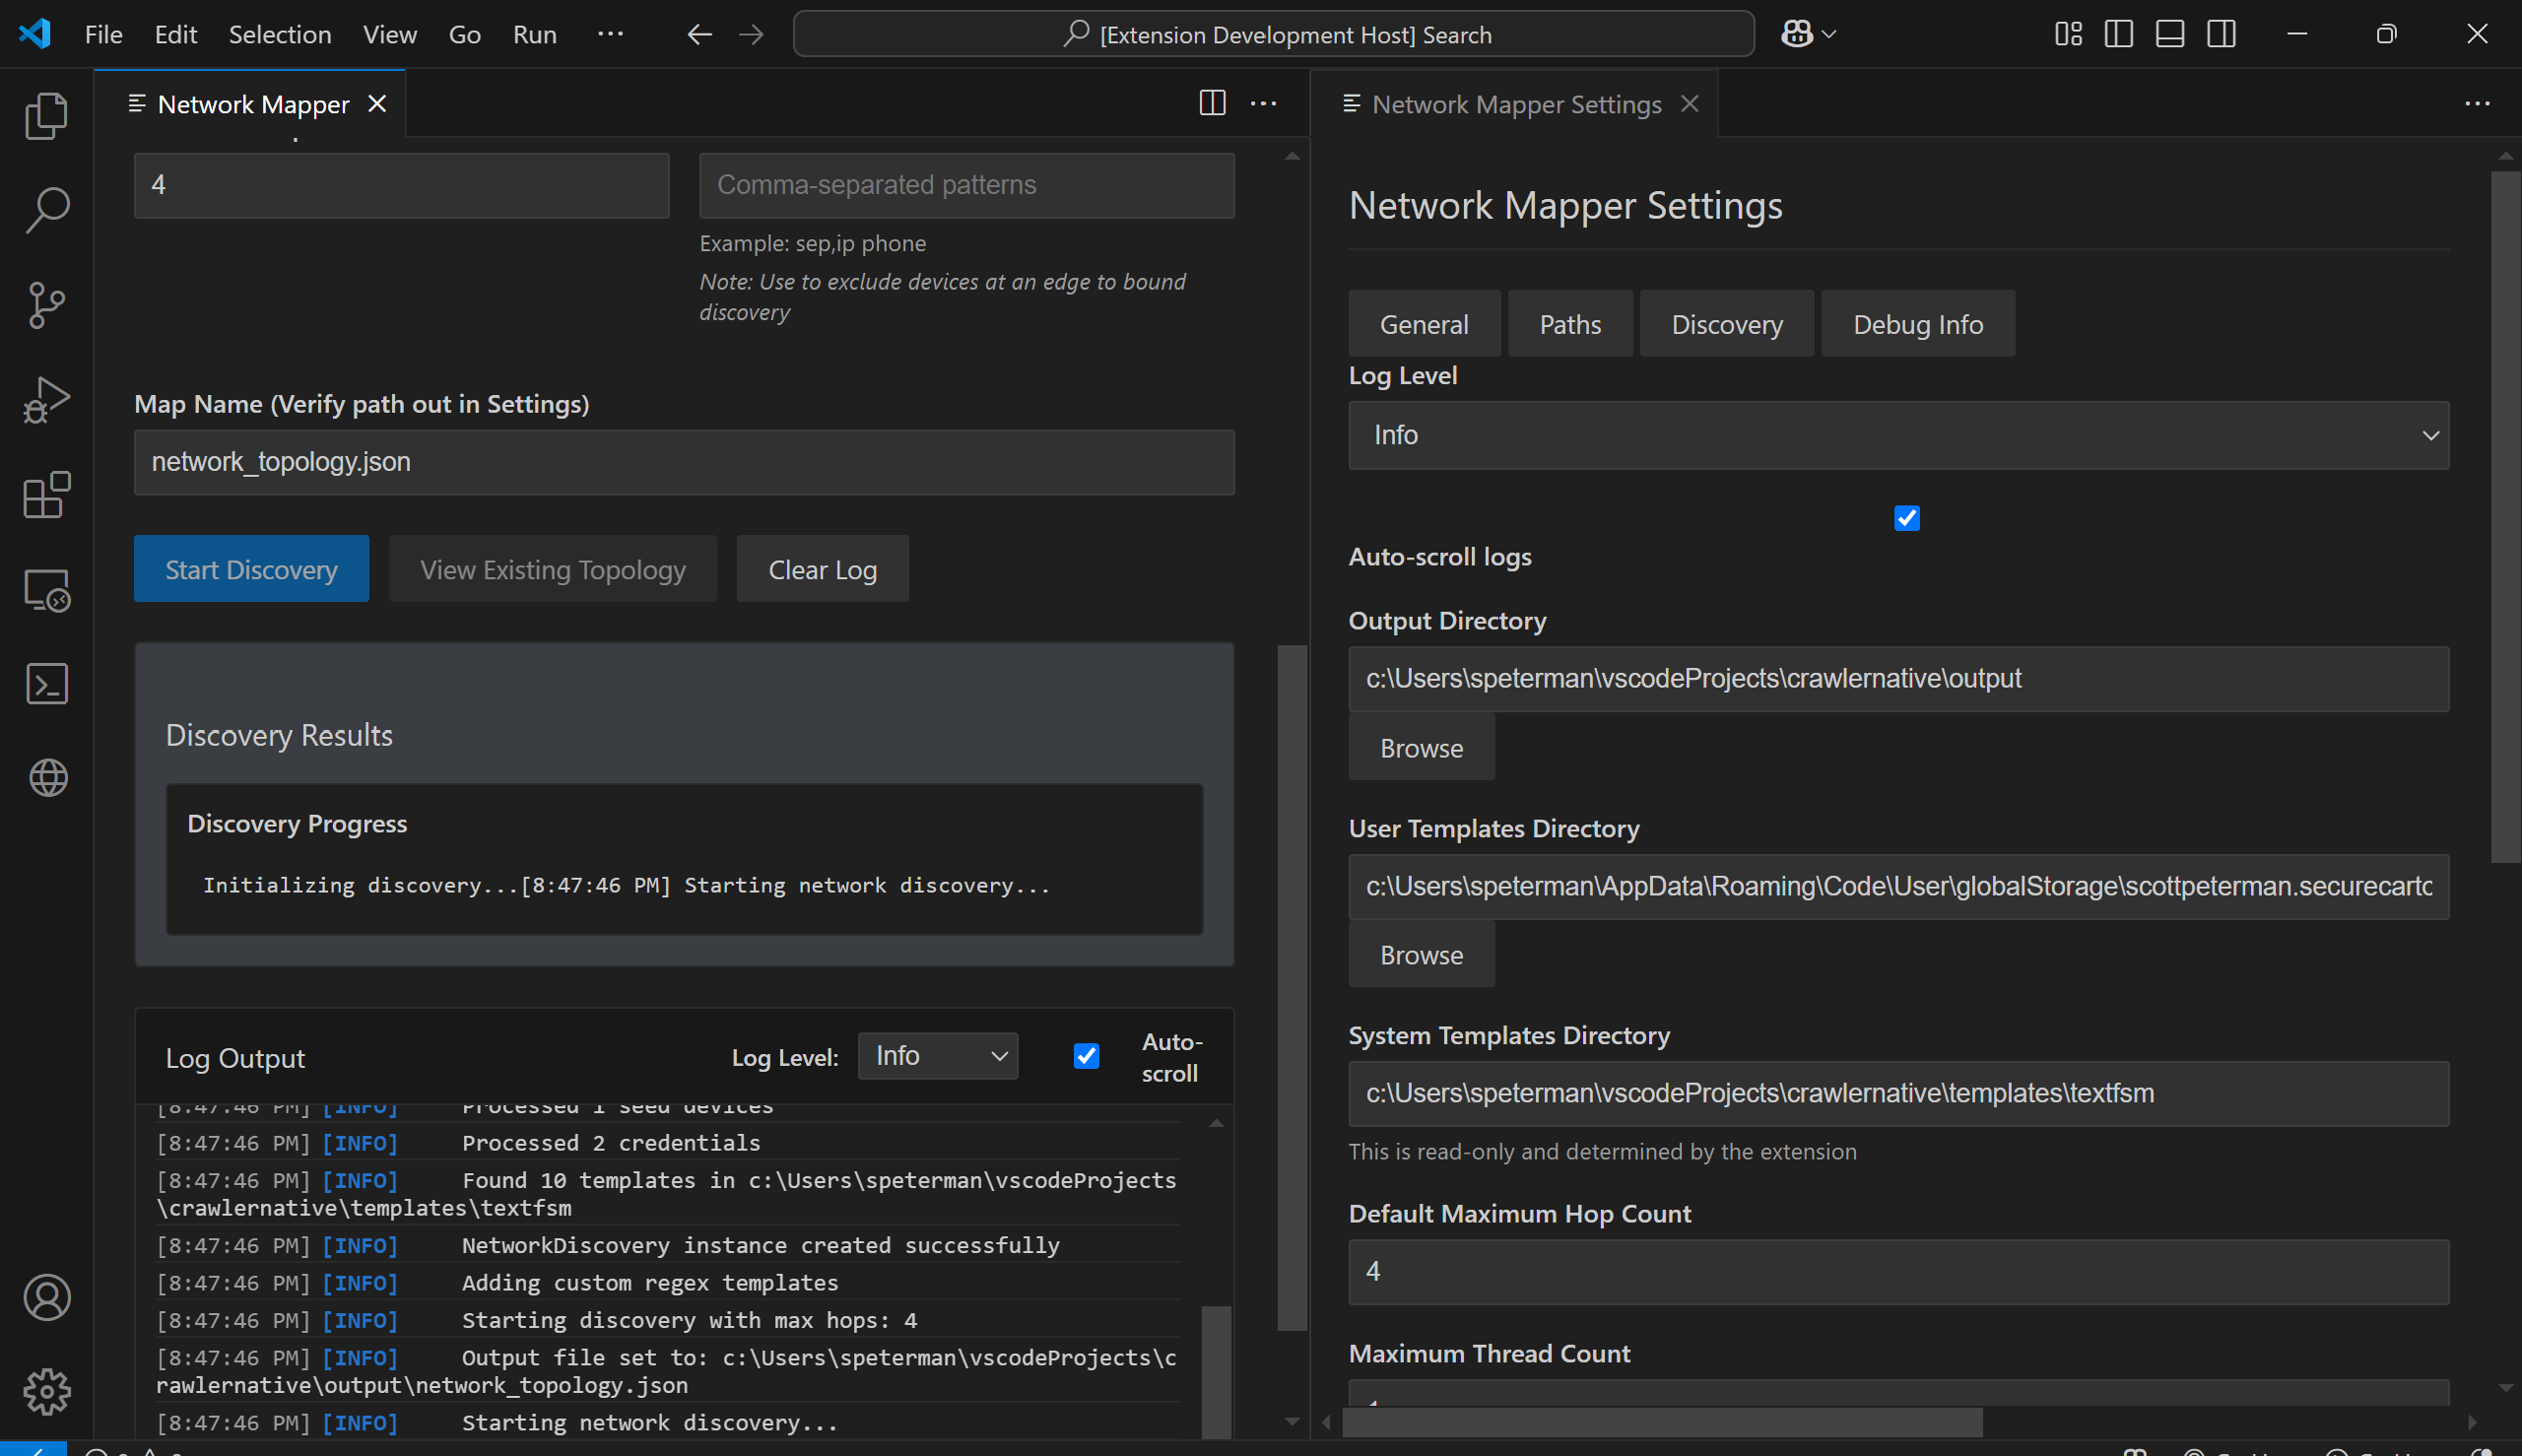 File Edit Selection View Go Run ···
[Extension Development Host] Search
Network Mapper
4
Comma-separated patterns
Example: sep,ip phone
Note: Use to exclude devices at an edge to bound
discovery
Map Name (Verify path out in Settings)
network_topology.json
Start Discovery
View Existing Topology
Clear Log
Discovery Results
Discovery Progress
Initializing discovery...[8:47:46 PM] Starting network discovery...
Log Output
Log Level:
Info
Auto-
scroll
[8:47:46 PM] [INFO] Processed 1 seed devices
[8:47:46 PM] [INFO] Processed 2 credentials
[8:47:46 PM] [INFO] Found 10 templates in c:\Users\speterman\vscodeProjects
\crawlernative\templates\textfsm
[8:47:46 PM] [INFO] NetworkDiscovery instance created successfully
[8:47:46 PM] [INFO] Adding custom regex templates
[8:47:46 PM] [INFO] Starting discovery with max hops: 4
[8:47:46 PM] [INFO] Output file set to: c:\Users\speterman\vscodeProjects\c
rawlernative\output\network_topology.json
[8:47:46 PM] [INFO] Starting network discovery...
Network Mapper Settings
Network Mapper Settings
General
Paths
Discovery
Debug Info
Log Level
Info
Auto-scroll logs
Output Directory
c:\Users\speterman\vscodeProjects\crawlernative\output
Browse
User Templates Directory
c:\Users\speterman\AppData\Roaming\Code\User\globalStorage\scottpeterman.securecartc
Browse
System Templates Directory
c:\Users\speterman\vscodeProjects\crawlernative\templates\textfsm
This is read-only and determined by the extension
Default Maximum Hop Count
4
Maximum Thread Count